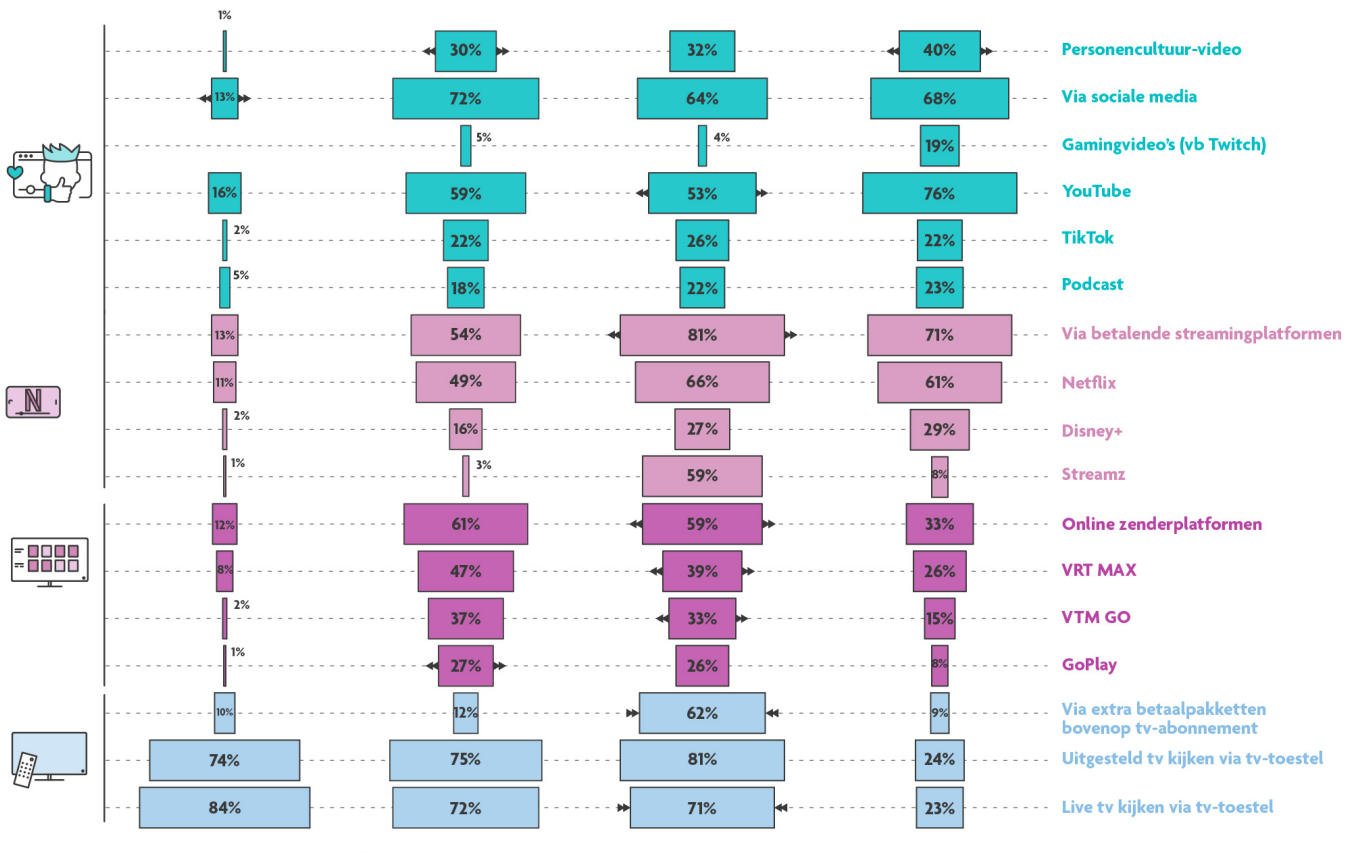 1%
30% 32% 40% Personencultuur-video
13% 72% 64% 68% Via sociale media
5% 4% 19% Gamingvideo's (vb Twitch)
16% 59% 53% 76% YouTube
2% 22% 26% 22% TikTok
5% 18% 22% 23% Podcast
13% 54% 81% 71% Via betalende streamingplatformen
N
11% 49% 66% 61% Netflix
2% 16% 27% 29% Disney+
1% 3% 59% 8% Streamz
12% 61% 59% 33% Online zenderplatformen
8% 47% 39% 26% VRT MAX
2% 37% 33% 15% VTM GO
1% 27% 26% 8% GoPlay
10% 12% 62% 9% Via extra betaalpakketten
bovenop tv-abonnement
74% 75% 81% 24% Uitgesteld tv kijken via tv-toestel
84% 72% 71% 23% Live tv kijken via tv-toestel